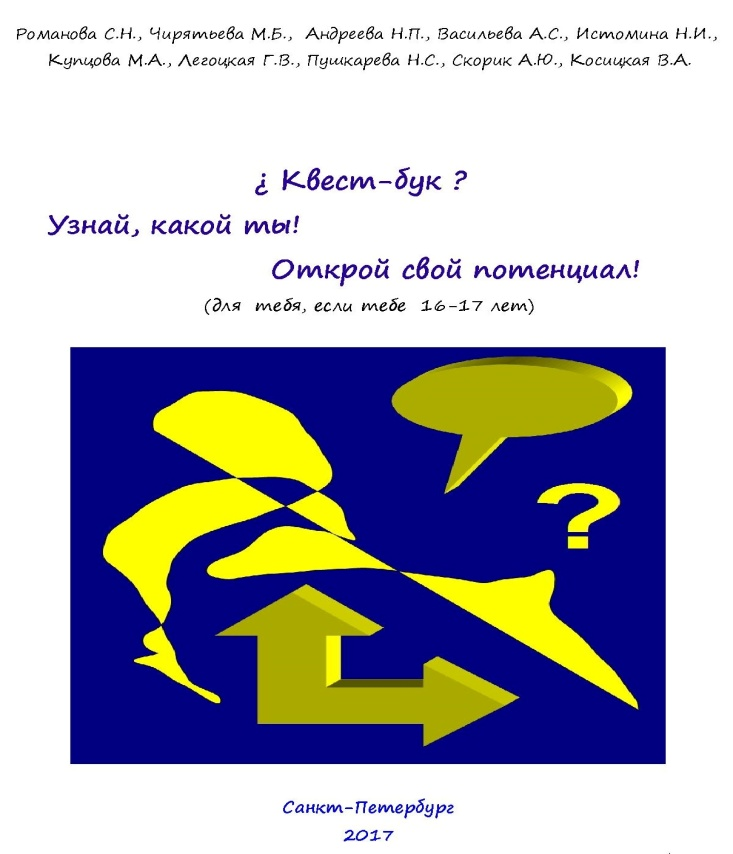 Романова С.Н., Чирятьева М.Б., Андреева Н.П., Васильева А.С., Истомина Н.И.,
Купцова М.А., Легоцкая Г.В., Пушкарева Н.С., Скорик А.Ю., Косицкая В.А.
¿ Квест-бук ?
Узнай, какой ты!
Открой свой потенциал!
(для тебя, если тебе 16-17 лет)
?
Санкт-Петербург
2017